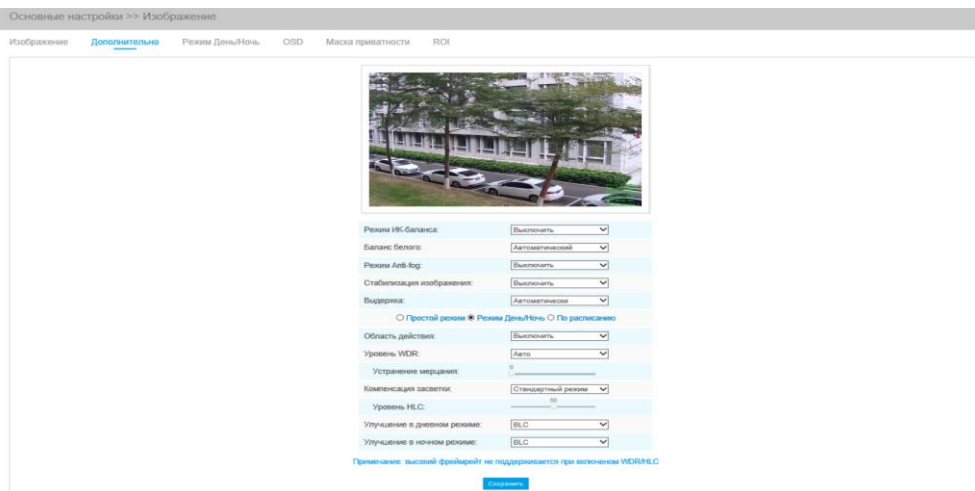 Основные настройки >> Изображение
Изображение Дополнительно Режим День/Ночь OSD Маска приватности ROI
Режим ИК-баланса: Выключить
Баланс белого: Автоматический
Режим Anti-fog: Выключить
Стабилизация изображения: Выключить
Выдержка: Автоматически
Простой режим Режим День/Ночь По расписанию
Область действия: Выключить
Уровень WDR: Авто
0
Устранение мерцания:
Компенсация засветки: Стандартный режим
50
Уровень HLC:
Улучшение в дневном режиме: BLC
Улучшение в ночном режиме: BLC
Примечание: высокий фреймрейт не поддерживается при включеном WDR/HLC
Сохранить